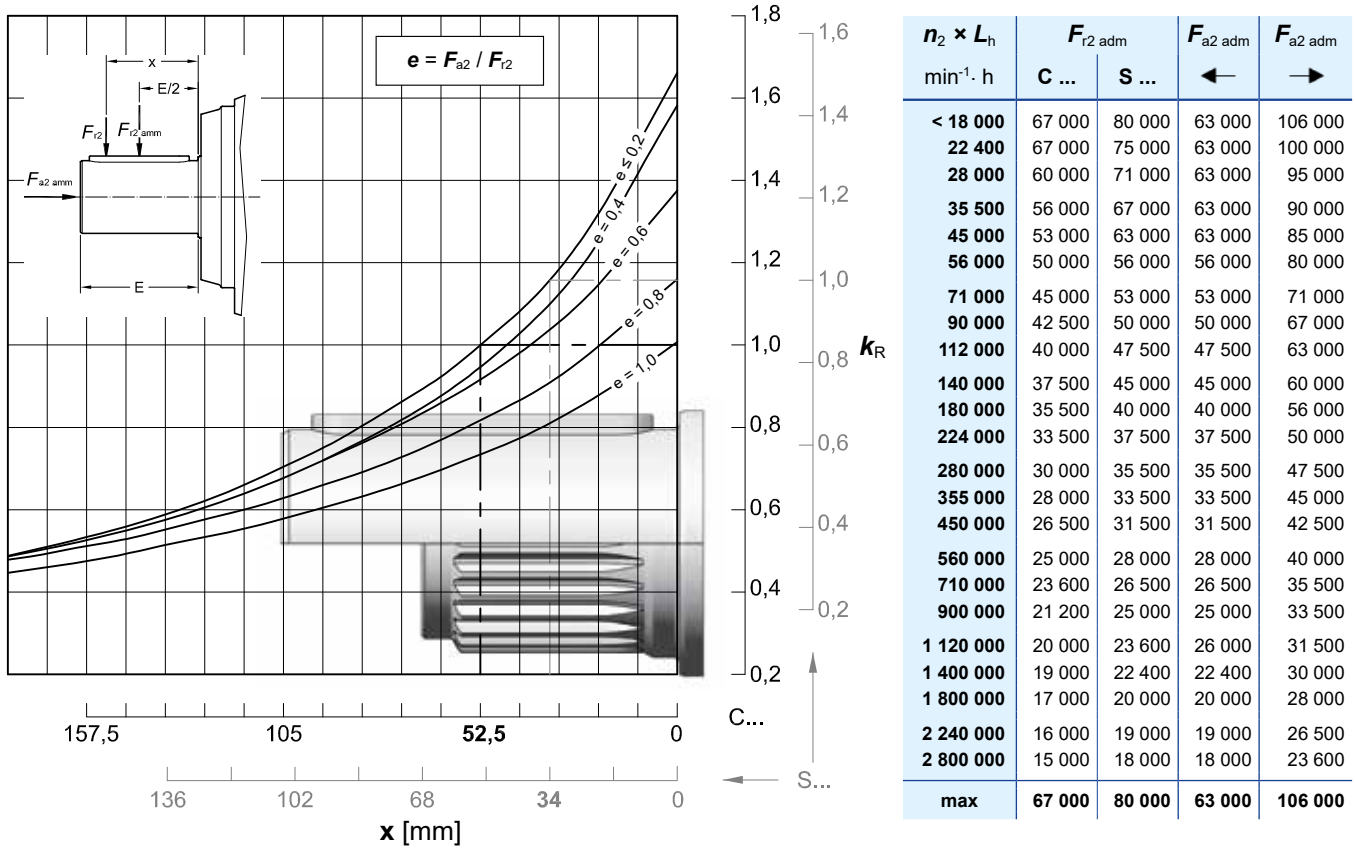 x
E/2
F r2 F r2 amm
F a2 amm
E
e = F a2 / F r2
e ≤ 0,2
e = 0,4
e = 0,6
e = 0,8
e = 1,0
1,8
1,6
1,4
1,2
1,0
0,8
0,6
0,4
0,2
1,6
1,4
1,2
1,0
0,8
0,6
0,4
0,2
kR
157,5 105 52,5 0 C...
136 102 68 34 0 S...
x [mm]
n2 × Lh Fr2 adm Fa2 adm Fa2 adm
min-1· h C ... S ... ← →
< 18 000 67 000 80 000 63 000 106 000
22 400 67 000 75 000 63 000 100 000
28 000 60 000 71 000 63 000 95 000
35 500 56 000 67 000 63 000 90 000
45 000 53 000 63 000 63 000 85 000
56 000 50 000 56 000 56 000 80 000
71 000 45 000 53 000 53 000 71 000
90 000 42 500 50 000 50 000 67 000
112 000 40 000 47 500 47 500 63 000
140 000 37 500 45 000 45 000 60 000
180 000 35 500 40 000 40 000 56 000
224 000 33 500 37 500 37 500 50 000
280 000 30 000 35 500 35 500 47 500
355 000 28 000 33 500 33 500 45 000
450 000 26 500 31 500 31 500 42 500
560 000 25 000 28 000 28 000 40 000
710 000 23 600 26 500 26 500 35 500
900 000 21 200 25 000 25 000 33 500
1 120 000 20 000 23 600 26 000 31 500
1 400 000 19 000 22 400 22 400 30 000
1 800 000 17 000 20 000 20 000 28 000
2 240 000 16 000 19 000 19 000 26 500
2 800 000 15 000 18 000 18 000 23 600
max 67 000 80 000 63 000 106 000